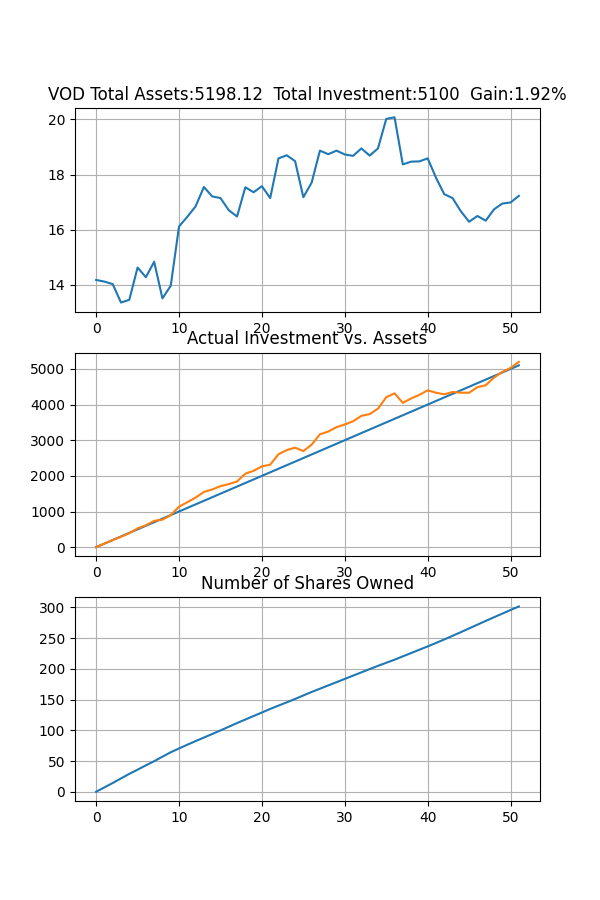 VOD Total Assets:5198.12  Total Investment:5100  Gain:1.92%
20
18
16
14
0 10 20 30 40 50
Actual Investment vs. Assets
5000
4000
3000
2000
1000
0
0 10 20 30 40 50
Number of Shares Owned
300
250
200
150
100
50
0
0 10 20 30 40 50